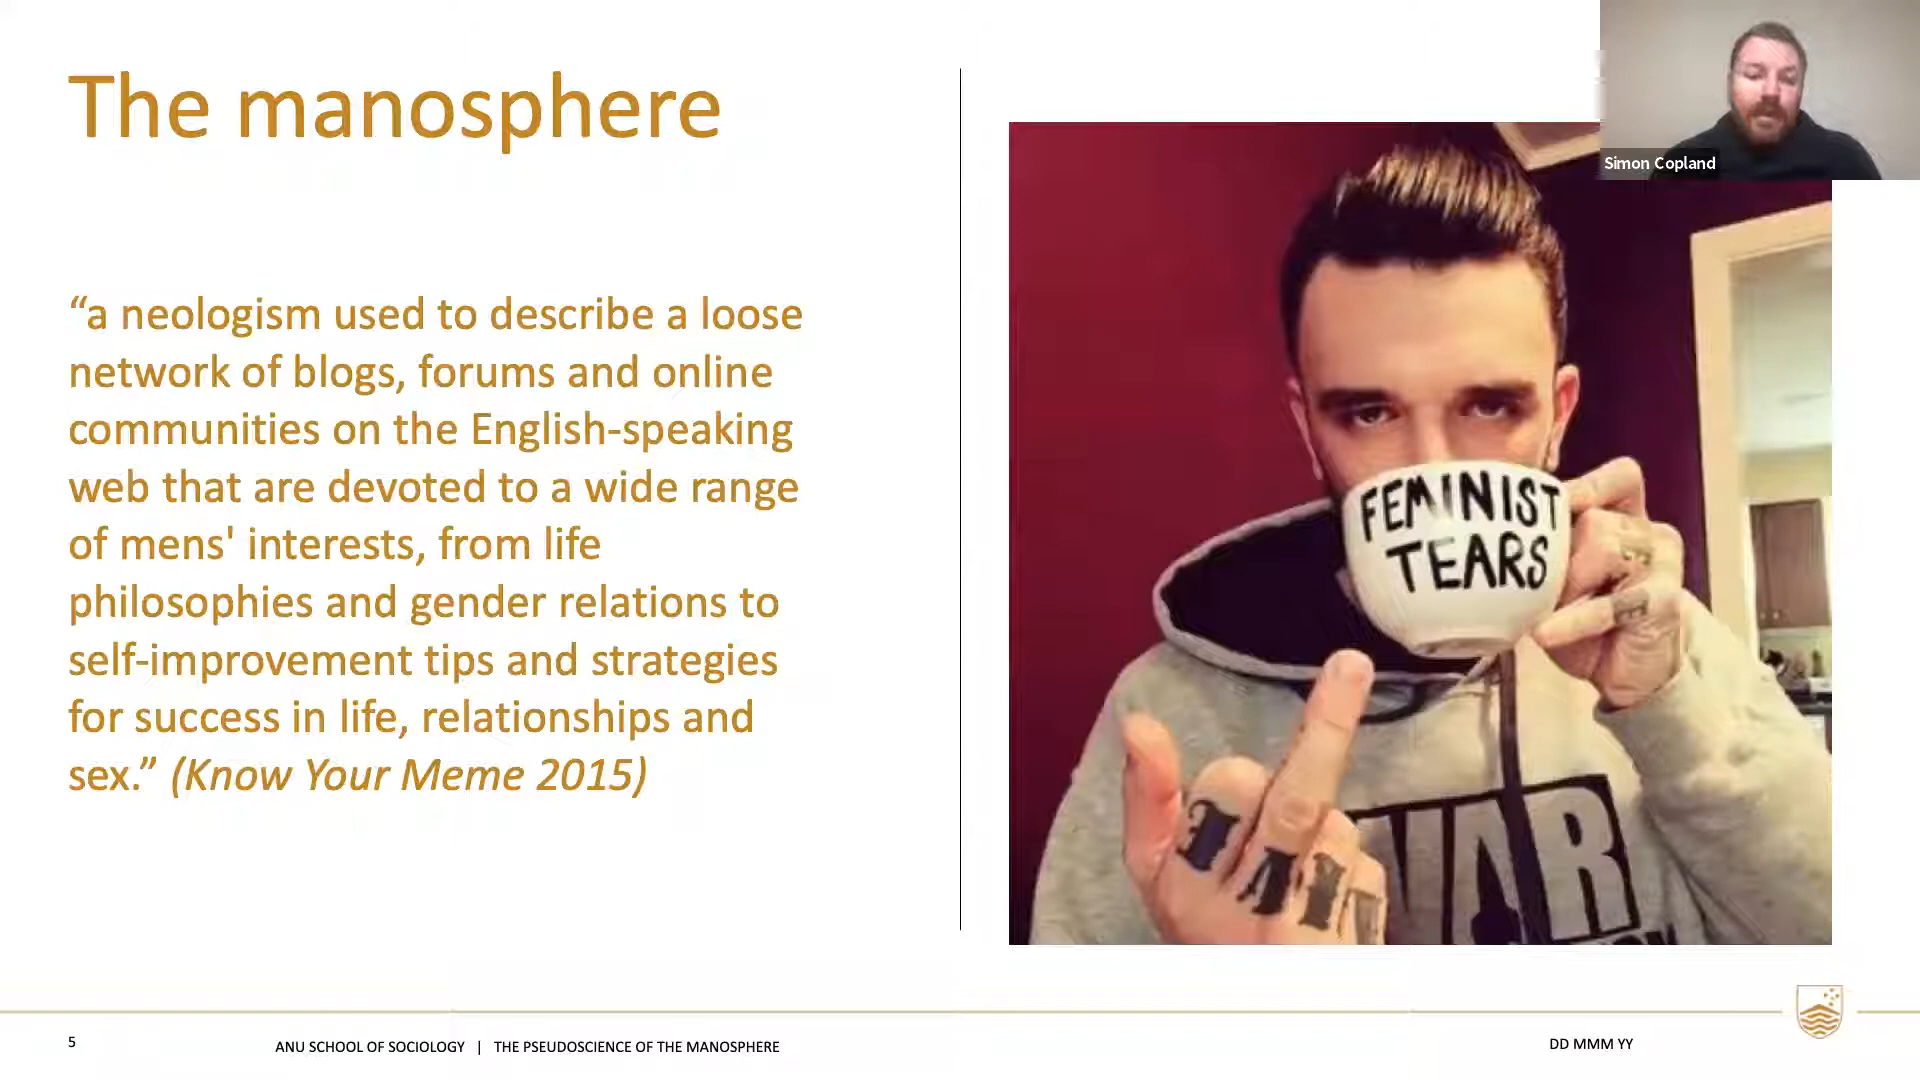 The manosphere
“a neologism used to describe a loose
network of blogs, forums and online
communities on the English-speaking
web that are devoted to a wide range
of mens' interests, from life
philosophies and gender relations to
self-improvement tips and strategies
for success in life, relationships and
sex.” (Know Your Meme 2015)
Simon Copland
FEMINIST
TEARS
WAR
5
ANU SCHOOL OF SOCIOLOGY | THE PSEUDOSCIENCE OF THE MANOSPHERE
DD MMM YY